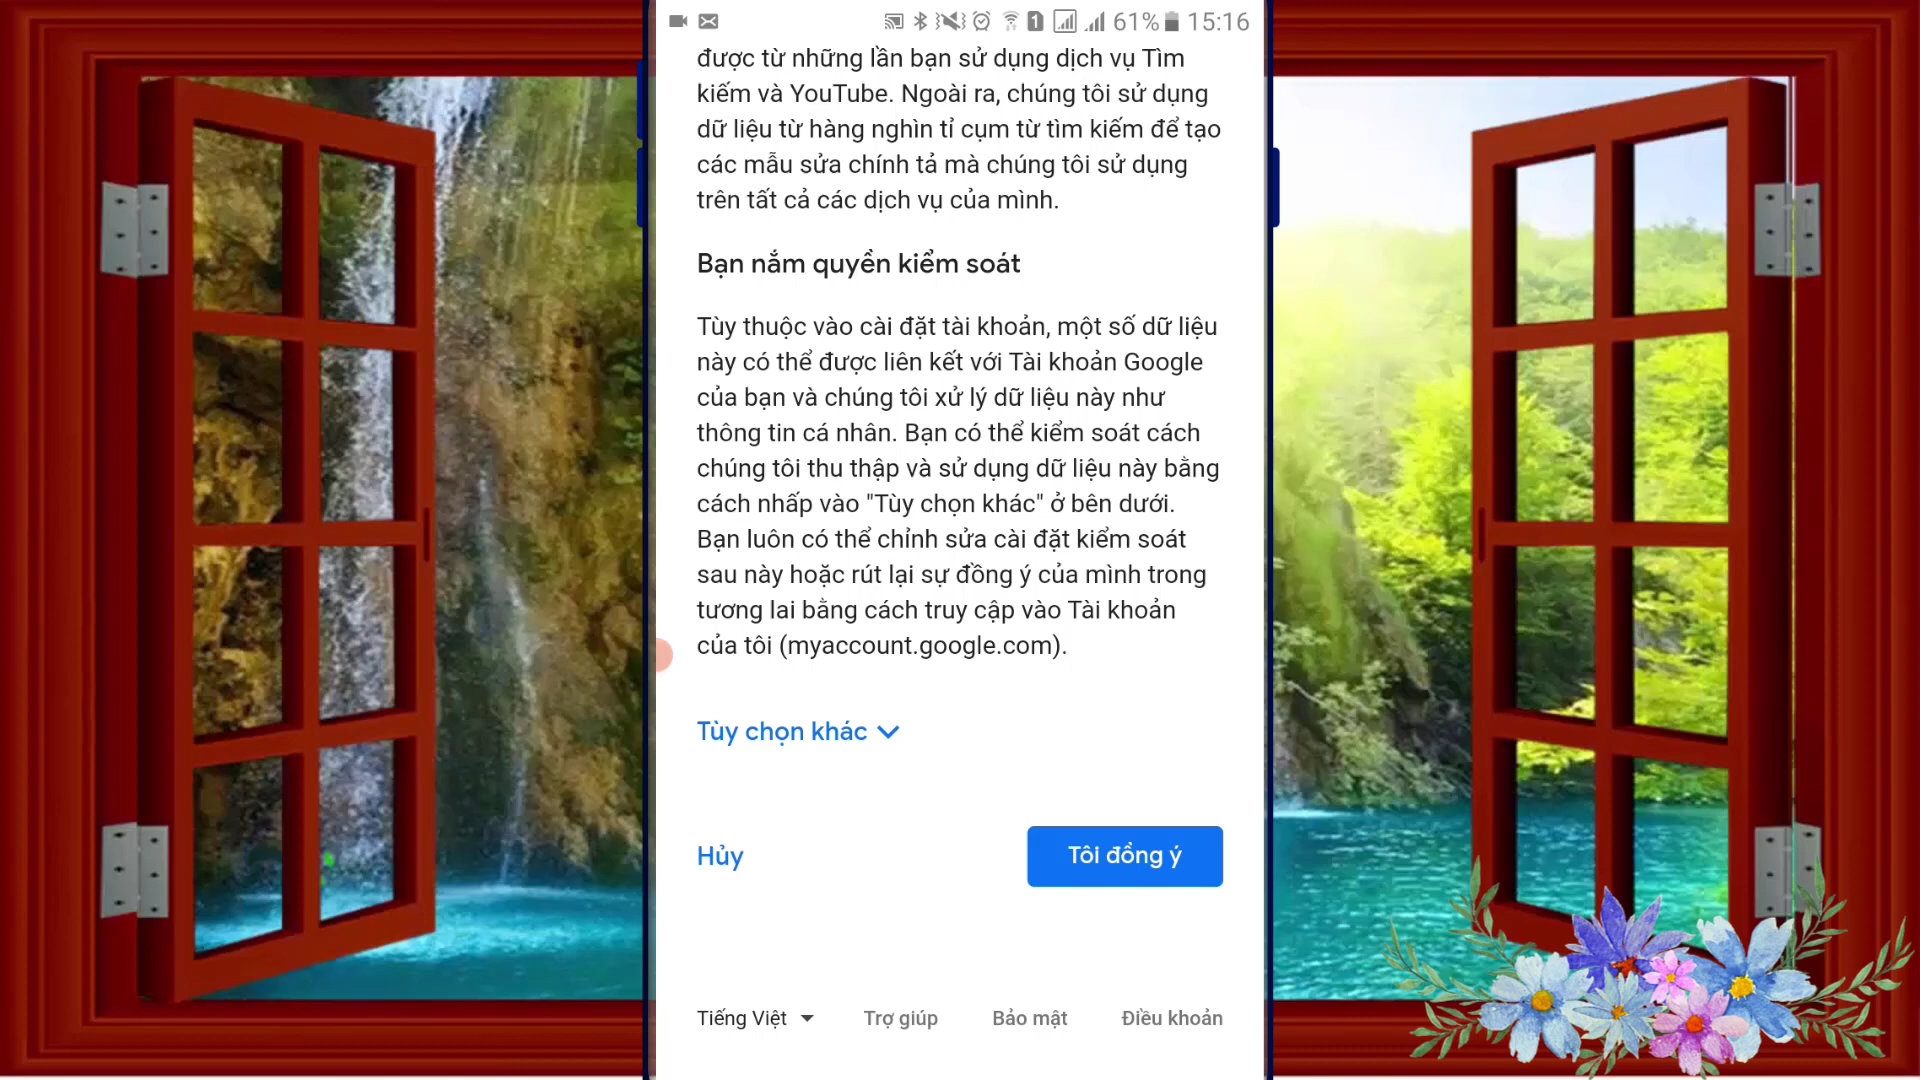 1 61% 15:16
được từ những lần bạn sử dụng dịch vụ Tìm
kiếm và YouTube. Ngoài ra, chúng tôi sử dụng
dữ liệu từ hàng nghìn tỉ cụm từ tìm kiếm để tạo
các mẫu sửa chính tả mà chúng tôi sử dụng
trên tất cả các dịch vụ của mình.
Bạn nắm quyền kiểm soát
Tùy thuộc vào cài đặt tài khoản, một số dữ liệu
này có thể được liên kết với Tài khoản Google
của bạn và chúng tôi xử lý dữ liệu này như
thông tin cá nhân. Bạn có thể kiểm soát cách
chúng tôi thu thập và sử dụng dữ liệu này bằng
cách nhấp vào "Tùy chọn khác" ở bên dưới.
Bạn luôn có thể chỉnh sửa cài đặt kiểm soát
sau này hoặc rút lại sự đồng ý của mình trong
tương lai bằng cách truy cập vào Tài khoản
của tôi (myaccount.google.com).
Tùy chọn khác
Hủy Tôi đồng ý
Tiếng Việt Trợ giúp Bảo mật Điều khoản